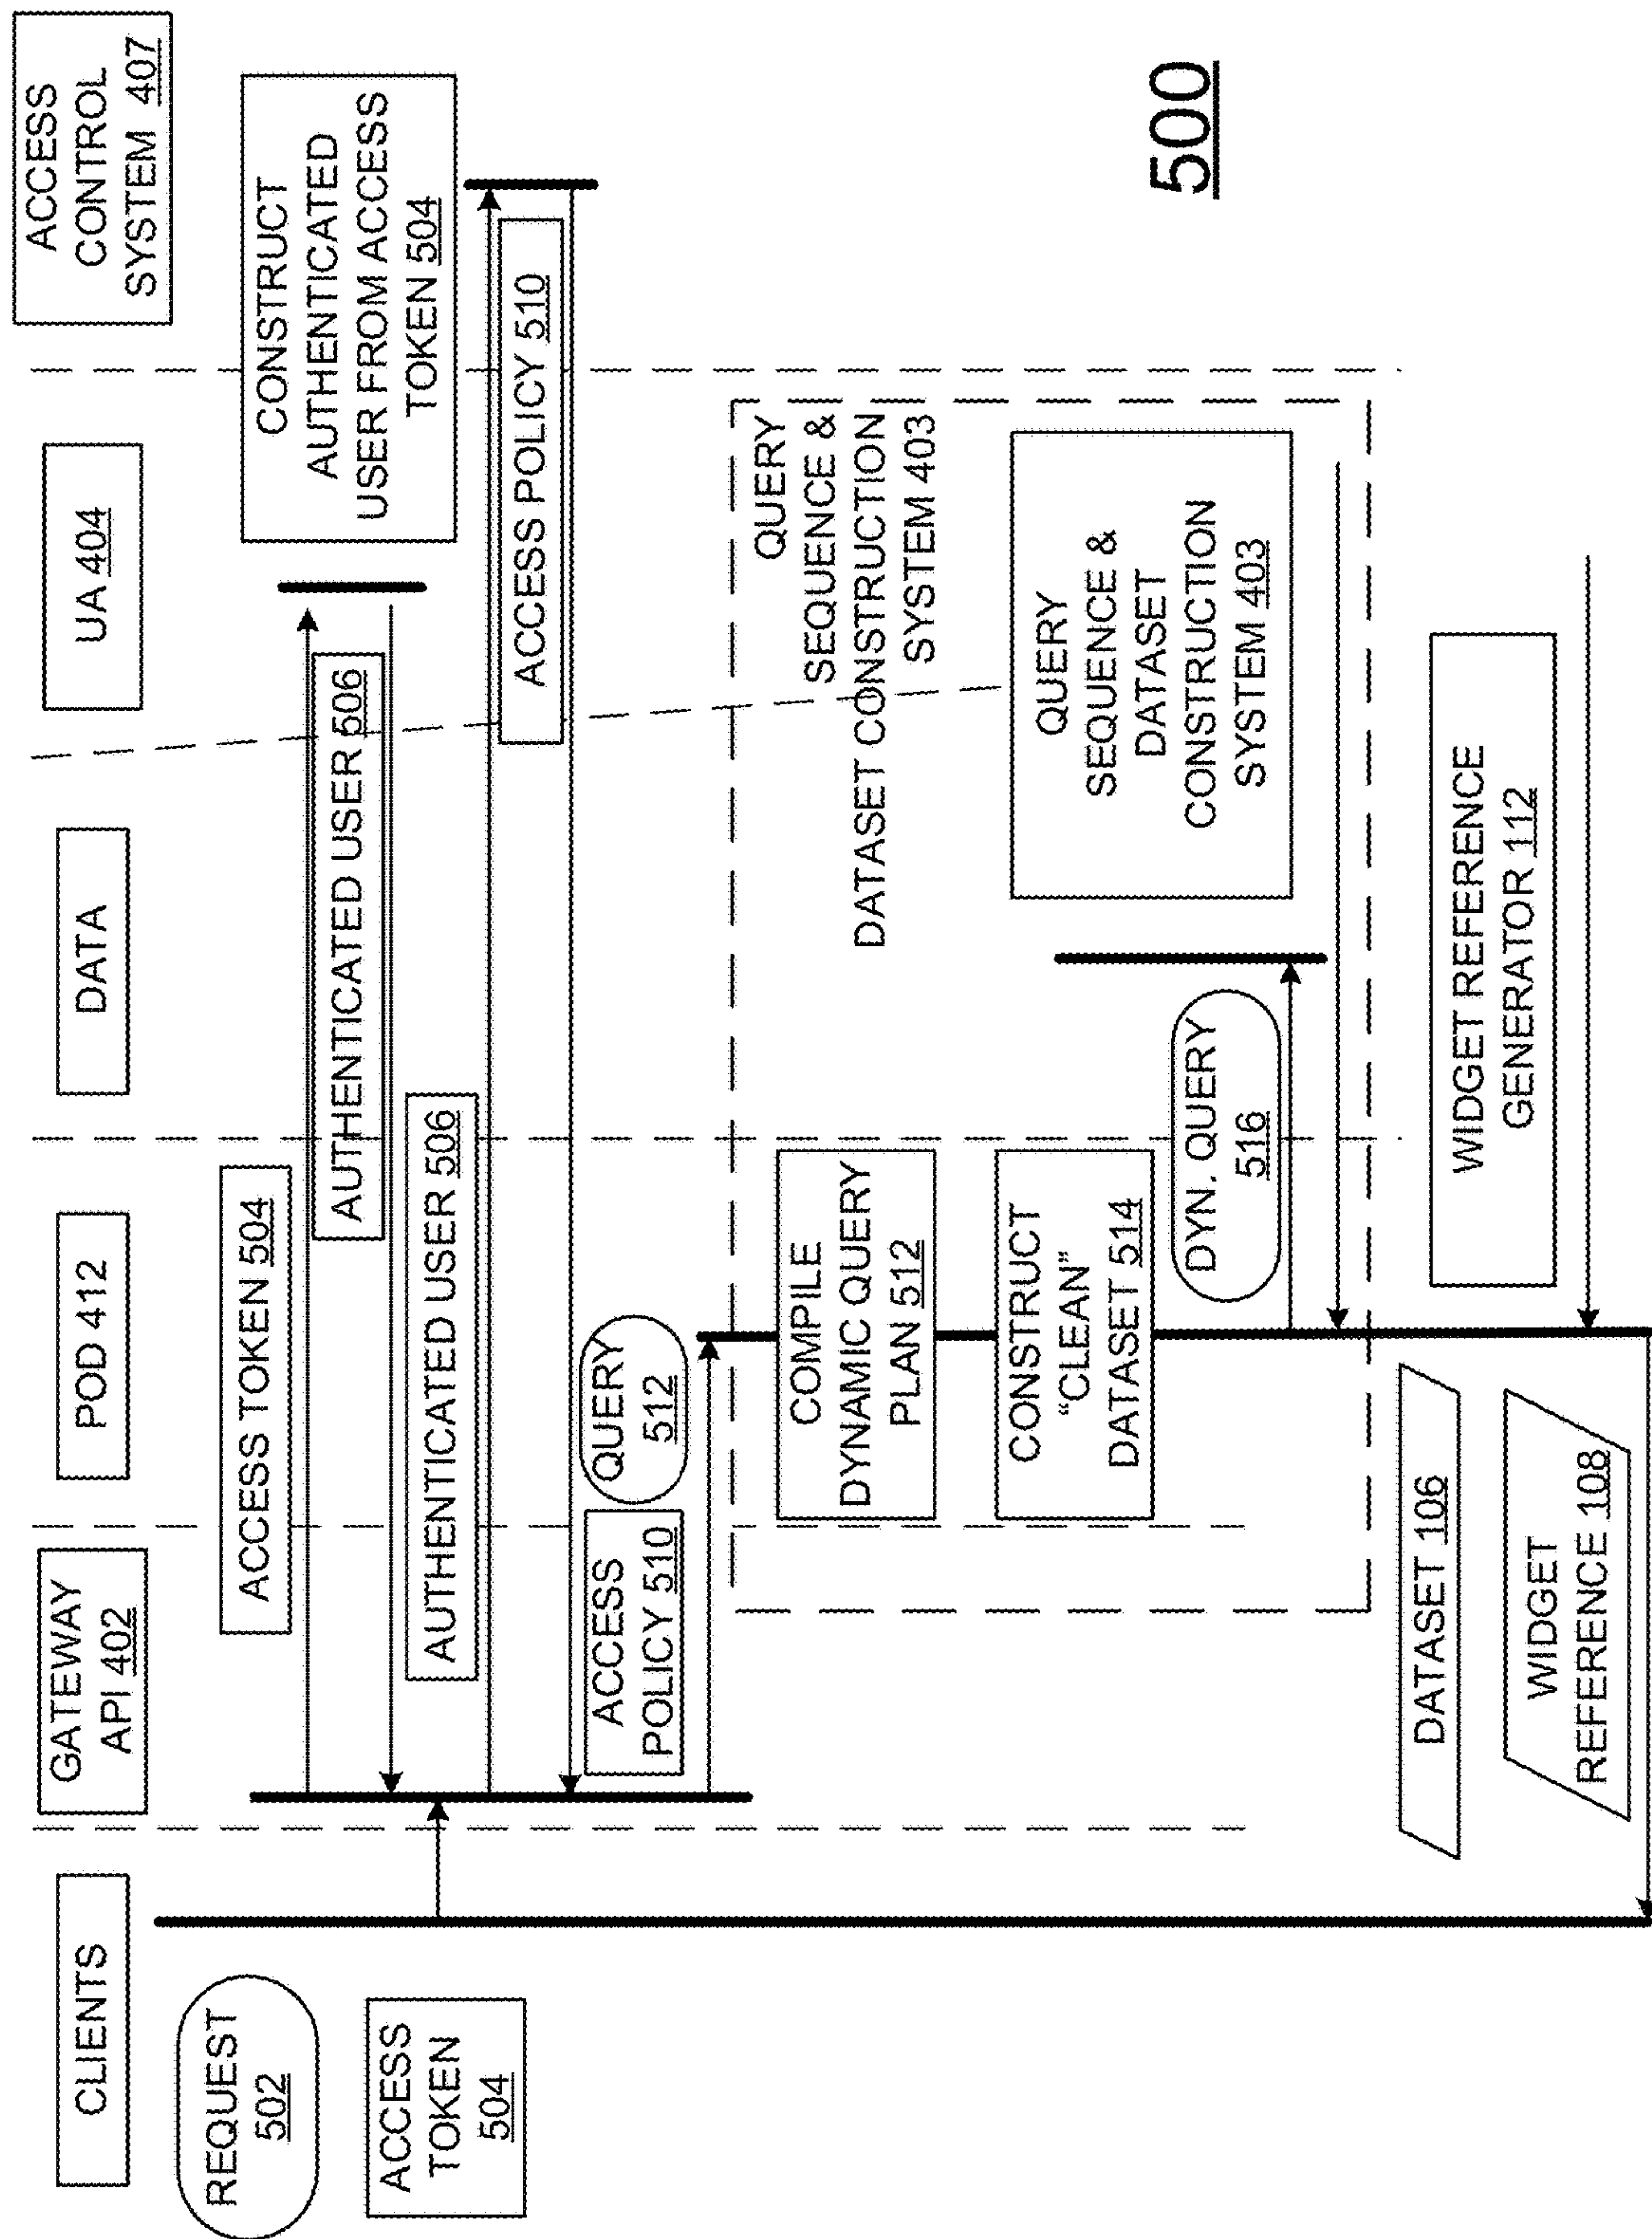 CLIENTS
GATEWAY
API 402
POD 412
DATA
UA 404
ACCESS
CONTROL
SYSTEM 407
REQUEST
502
ACCESS
TOKEN
504
ACCESS TOKEN 504
AUTHENTICATED USER 506
CONSTRUCT
AUTHENTICATED
USER FROM ACCESS
TOKEN 504
AUTHENTICATED USER 506
ACCESS POLICY 510
ACCESS
POLICY 510
QUERY
512
QUERY
SEQUENCE &
DATASET CONSTRUCTION
SYSTEM 403
COMPILE
DYNAMIC QUERY
PLAN 512
CONSTRUCT
“CLEAN”
DATASET 514
DYN. QUERY
516
QUERY
SEQUENCE &
DATASET
CONSTRUCTION
SYSTEM 403
DATASET 106
WIDGET
REFERENCE 108
WIDGET REFERENCE
GENERATOR 112
500